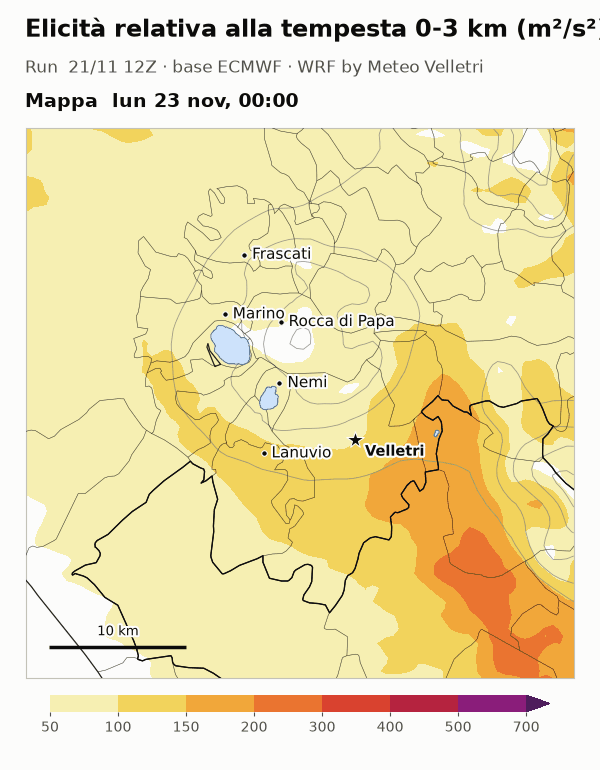 Elicità relativa alla tempesta 0-3 km (m²/s²)
Run 21/11 12Z · base ECMWF · WRF by Meteo Velletri
Mappa lun 23 nov, 00:00
Frascati
Marino
Rocca di Papa
Nemi
Velletri
Lanuvio
10 km
50 100 150 200 300 400 500 700